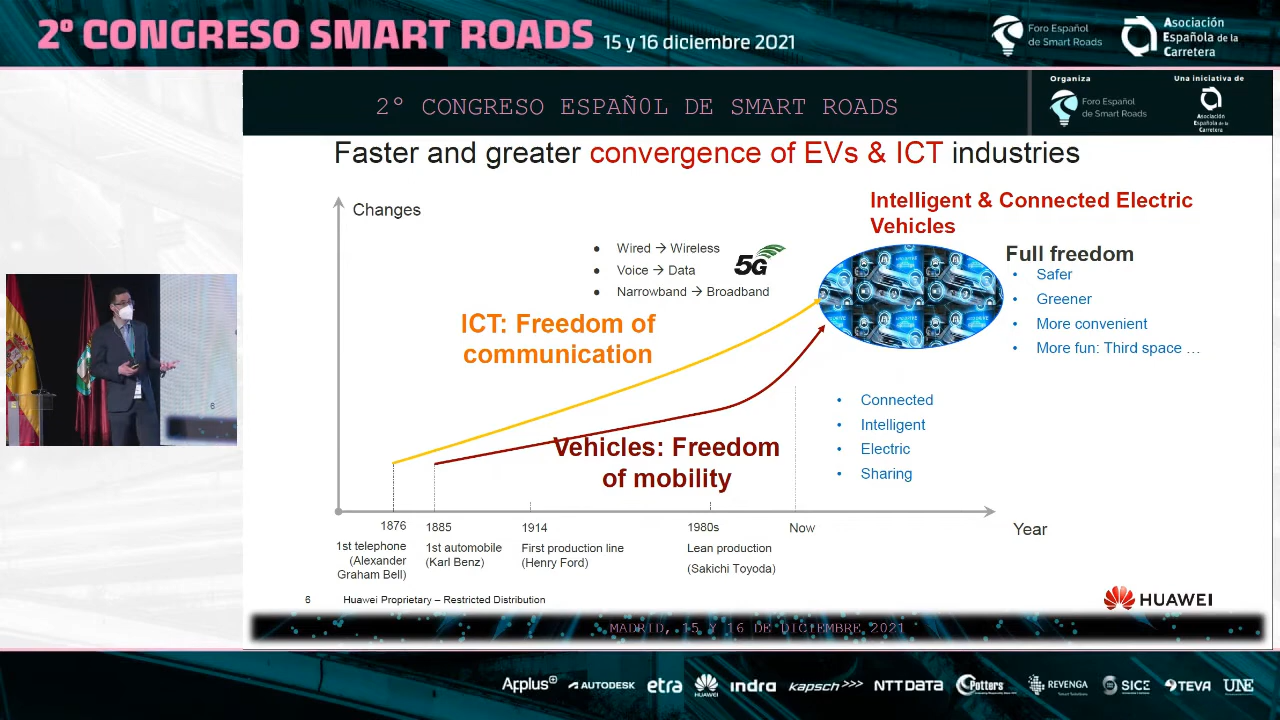 2º CONGRESO SMART ROADS 15 y 16 diciembre 2021
Foro Español
de Smart Roads
Asociación
Española de la
Carretera
2° CONGRESO ESPAÑ0L DE SMART ROADS
Organiza
Foro Español
de Smart Roads
Una iniciativa de
Asociación
Española de la
Carretera
Faster and greater convergence of EVs & ICT industries
Changes
Intelligent & Connected Electric
Vehicles
• Wired → Wireless
• Voice → Data
• Narrowband → Broadband
5G
Full freedom
• Safer
• Greener
• More convenient
• More fun: Third space …
ICT: Freedom of
communication
• Connected
• Intelligent
• Electric
• Sharing
Vehicles: Freedom
of mobility
1876
1st telephone
(Alexander
Graham Bell)
1885
1st automobile
(Karl Benz)
1914
First production line
(Henry Ford)
1980s
Lean production
(Sakichi Toyoda)
Now
Year
6
6 Huawei Proprietary – Restricted Distribution
HUAWEI
MADRID, 15 Y 16 DE DICIEMBRE 2021
Applus+ AUTODESK etra HUAWEI indra kapsch>>> NTT DATA Potters REVENGA SICE TEVA UNE